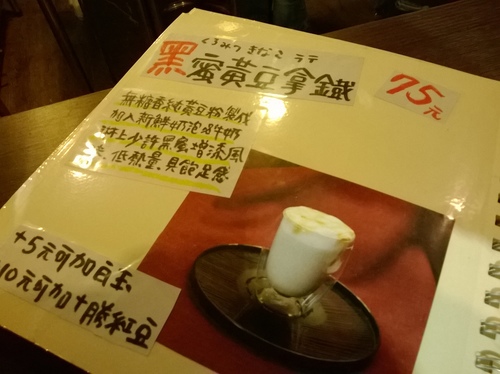 くろみつ きなこ ラテ
黑蜜黃豆拿鐵
75元
無糖香純黃豆粉製成
加入新鮮奶泡&牛奶
淋上少許黑蜜增添風
低熱量、具飽足感
+5元可加白玉
10元可加十勝紅豆